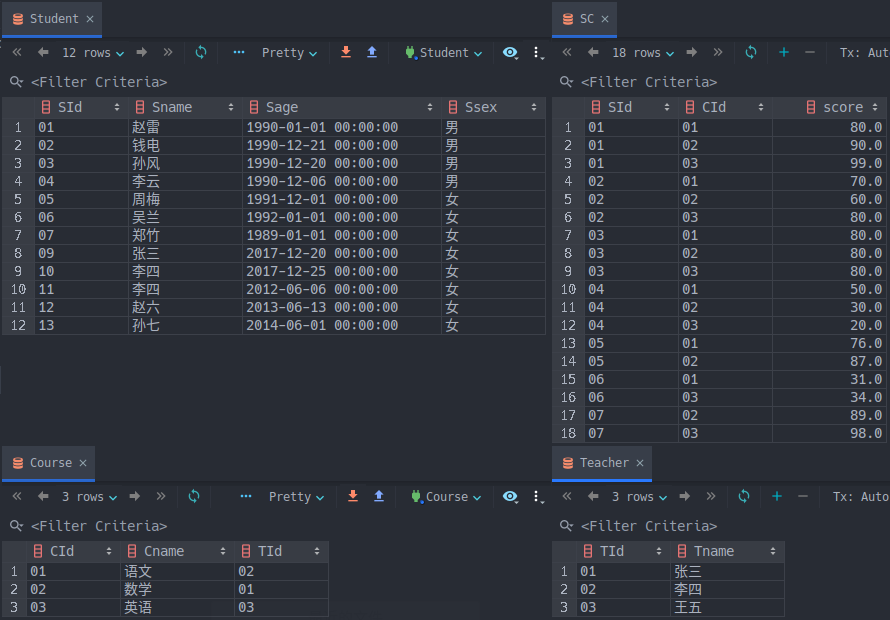 Student
12 rows Pretty Student
<Filter Criteria>
SId Sname Sage Ssex
1 01 赵雷 1990-01-01 00:00:00 男
2 02 钱电 1990-12-21 00:00:00 男
3 03 孙风 1990-12-20 00:00:00 男
4 04 李云 1990-12-06 00:00:00 男
5 05 周梅 1991-12-01 00:00:00 女
6 06 吴兰 1992-01-01 00:00:00 女
7 07 郑竹 1989-01-01 00:00:00 女
8 09 张三 2017-12-20 00:00:00 女
9 10 李四 2017-12-25 00:00:00 女
10 11 李四 2012-06-06 00:00:00 女
11 12 赵六 2013-06-13 00:00:00 女
12 13 孙七 2014-06-01 00:00:00 女
SC
18 rows Tx: Aut
<Filter Criteria>
SId CId score
1 01 01 80.0
2 01 02 90.0
3 01 03 99.0
4 02 01 70.0
5 02 02 60.0
6 02 03 80.0
7 03 01 80.0
8 03 02 80.0
9 03 03 80.0
10 04 01 50.0
11 04 02 30.0
12 04 03 20.0
13 05 01 76.0
14 05 02 87.0
15 06 01 31.0
16 06 03 34.0
17 07 02 89.0
18 07 03 98.0
Course
3 rows Pretty Course
<Filter Criteria>
CId Cname TId
1 01 语文 02
2 02 数学 01
3 03 英语 03
Teacher
3 rows Tx: Auto
<Filter Criteria>
TId Tname
1 01 张三
2 02 李四
3 03 王五